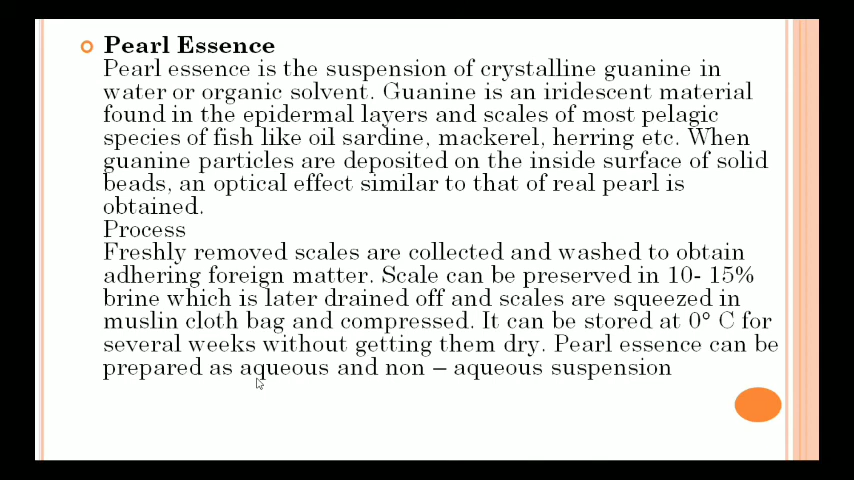 Pearl Essence
Pearl essence is the suspension of crystalline guanine in
water or organic solvent. Guanine is an iridescent material
found in the epidermal layers and scales of most pelagic
species of fish like oil sardine, mackerel, herring etc. When
guanine particles are deposited on the inside surface of solid
beads, an optical effect similar to that of real pearl is
obtained.
Process
Freshly removed scales are collected and washed to obtain
adhering foreign matter. Scale can be preserved in 10- 15%
brine which is later drained off and scales are squeezed in
muslin cloth bag and compressed. It can be stored at 0° C for
several weeks without getting them dry. Pearl essence can be
prepared as aqueous and non – aqueous suspension